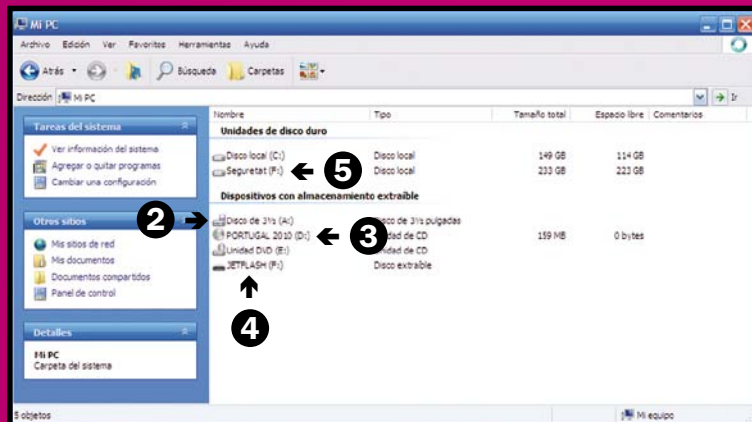 Mi PC
Archivo Edición Ver Favoritos Herramientas Ayuda
Atrás Búsqueda Carpetas
Dirección Mi PC Ir
Tareas del sistema
Ver información del sistema
Agregar o quitar programas
Cambiar una configuración
Otros sitios
Mis sitios de red
Mis documentos
Documentos compartidos
Panel de control
Detalles
Mi PC
Carpeta del sistema
Nombre Tipo Tamaño total Espacio libre Comentarios
Unidades de disco duro
Disco local (C:) Disco local 149 GB 114 GB
Seguretat (F:) Disco local 233 GB 223 GB
5
Dispositivos con almacenamiento extraíble
2
Disco de 3½ (A:) Disco de 3½ pulgadas
PORTUGAL 2010 (D:) Unidad de CD 159 MB 0 bytes
3
Unidad DVD (E:) Unidad de CD
JETFLASH (F:) Disco extraíble
4
5 objetos Mi equipo